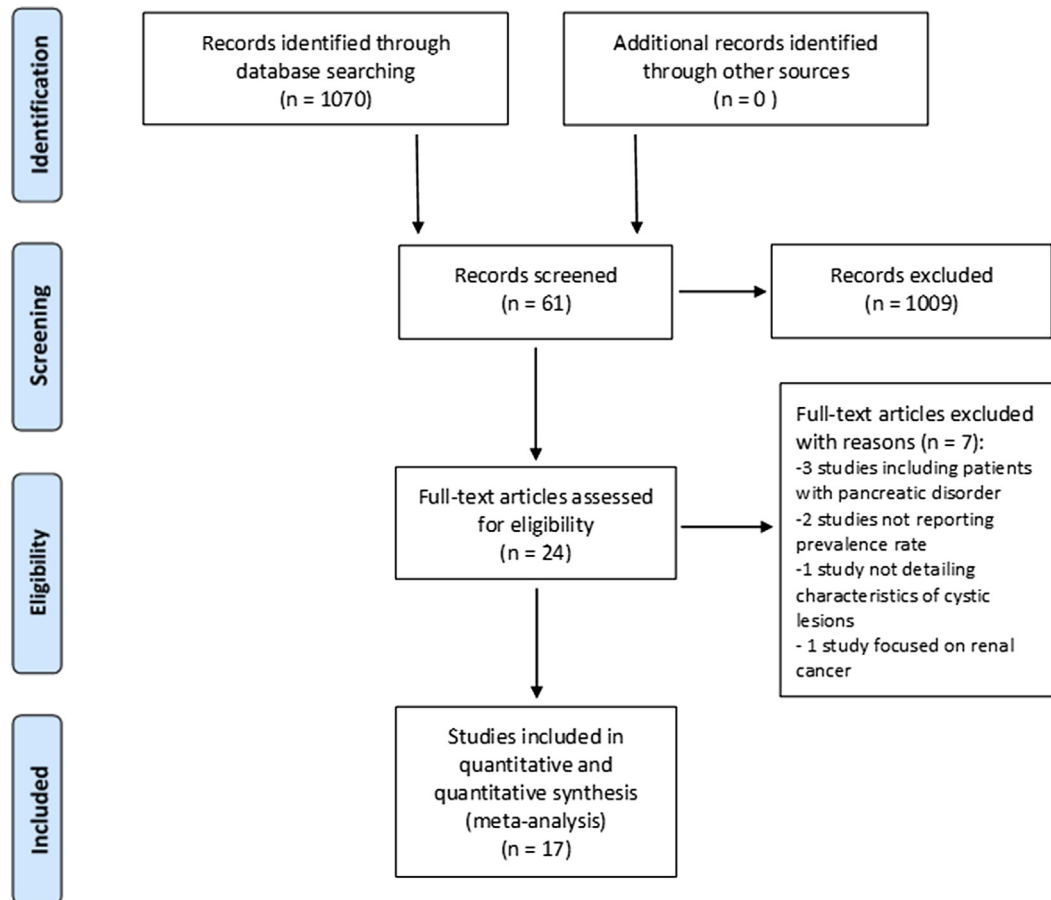 Identification
Records identified through
database searching
(n = 1070)
Additional records identified
through other sources
(n = 0 )
Screening
Records screened
(n = 61)
Records excluded
(n = 1009)
Eligibility
Full-text articles assessed
for eligibility
(n = 24)
Full-text articles excluded
with reasons (n = 7):
-3 studies including patients
with pancreatic disorder
-2 studies not reporting
prevalence rate
-1 study not detailing
characteristics of cystic
lesions
- 1 study focused on renal
cancer
Included
Studies included in
quantitative and
quantitative synthesis
(meta-analysis)
(n = 17)